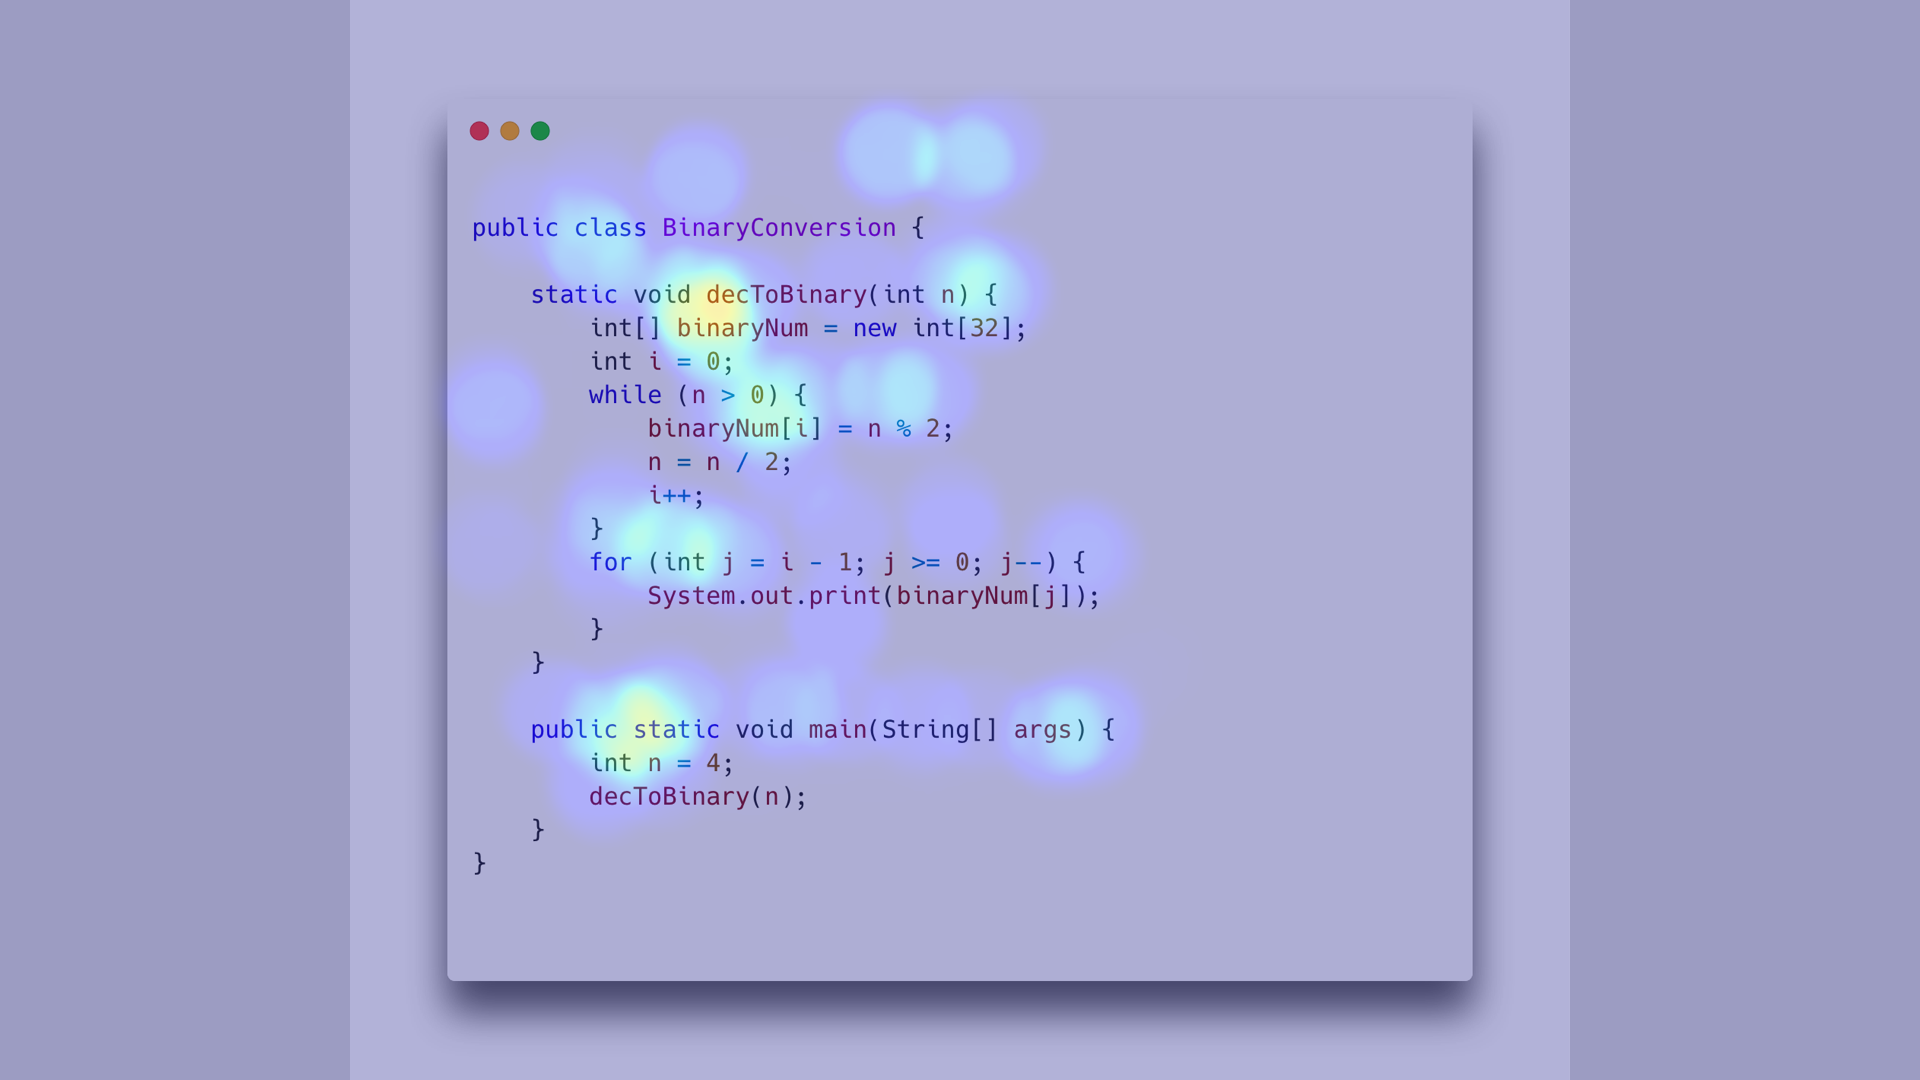 public class BinaryConversion {
static void decToBinary(int n) {
int[] binaryNum = new int[32];
int i = 0;
while (n > 0) {
binaryNum[i] = n % 2;
n = n / 2;
i++;
}
for (int j = i - 1; j >= 0; j--) {
System.out.print(binaryNum[j]);
}
}
public static void main(String[] args) {
int n = 4;
decToBinary(n);
}
}